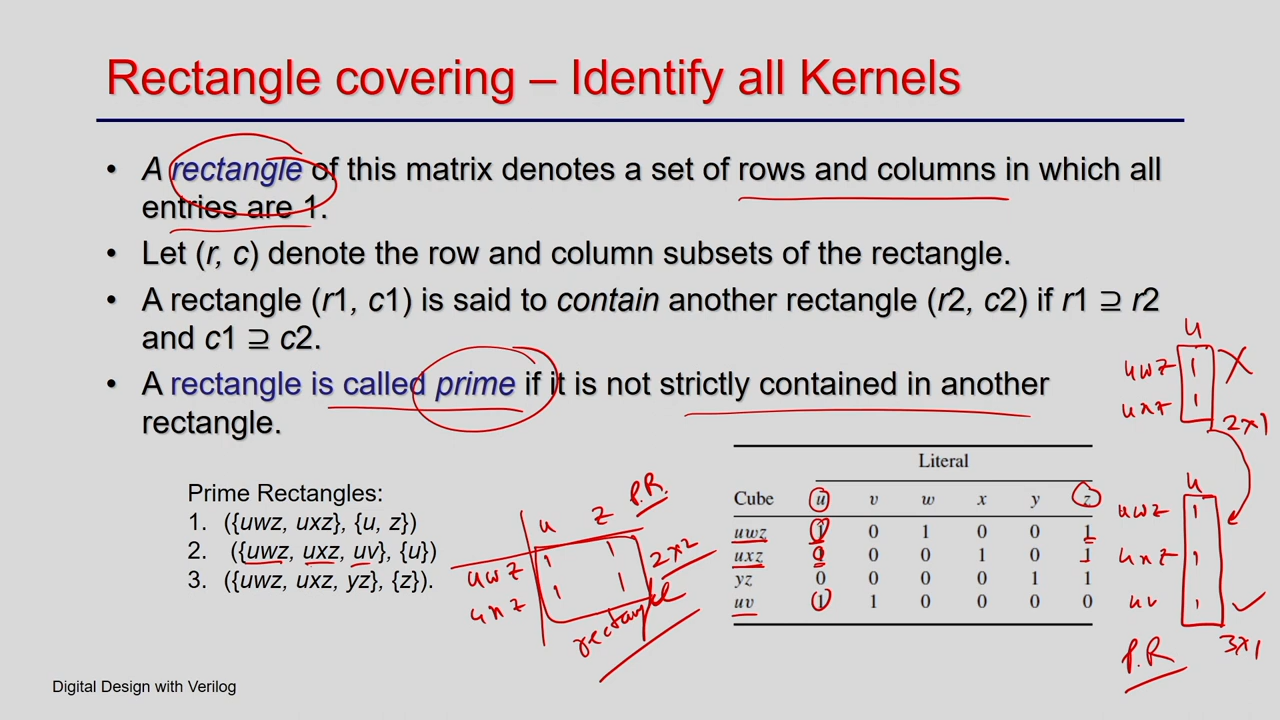 Rectangle covering – Identify all Kernels
• A rectangle of this matrix denotes a set of rows and columns in which all
entries are 1.
• Let (r, c) denote the row and column subsets of the rectangle.
• A rectangle (r1, c1) is said to contain another rectangle (r2, c2) if r1 ⊇ r2
and c1 ⊇ c2.
• A rectangle is called prime if it is not strictly contained in another
rectangle.
Prime Rectangles:
1. ({uwz, uxz}, {u, z})
2. ({uwz, uxz, uv}, {u})
3. ({uwz, uxz, yz}, {z}).
P.R.
u z
uwz 1 1
uxz 1 1
2x2
rectangle
Literal
Cube u v w x y z
uwz 1 0 1 0 0 1
uxz 1 0 0 1 0 1
yz 0 0 0 0 1 1
uv 1 1 0 0 0 0
u
uwz 1
uxz 1
2x1
u
uwz 1
uxz 1
uv 1
3x1
P.R
Digital Design with Verilog